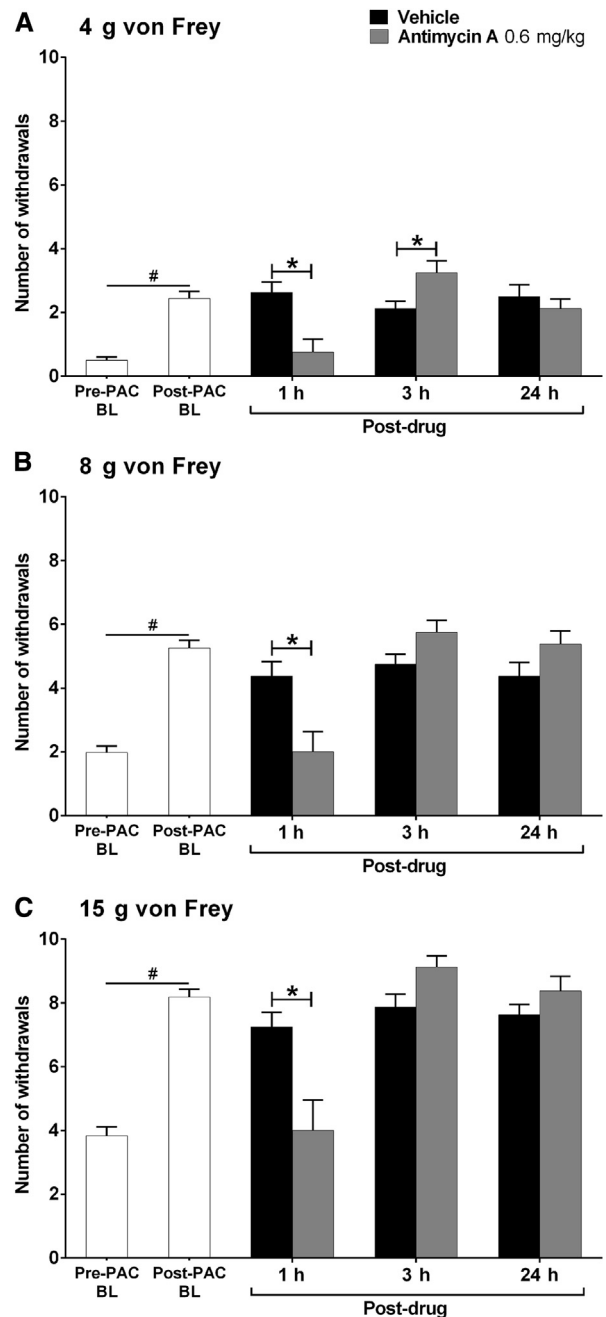 A 4 g von Frey
Vehicle
Antimycin A 0.6 mg/kg
Number of withdrawals
10
8
6
4
2
0
#
*
*
Pre-PAC BL
Post-PAC BL
1 h
3 h
24 h
Post-drug
B 8 g von Frey
Number of withdrawals
10
8
6
4
2
0
#
*
Pre-PAC BL
Post-PAC BL
1 h
3 h
24 h
Post-drug
C 15 g von Frey
Number of withdrawals
10
8
6
4
2
0
#
*
Pre-PAC BL
Post-PAC BL
1 h
3 h
24 h
Post-drug